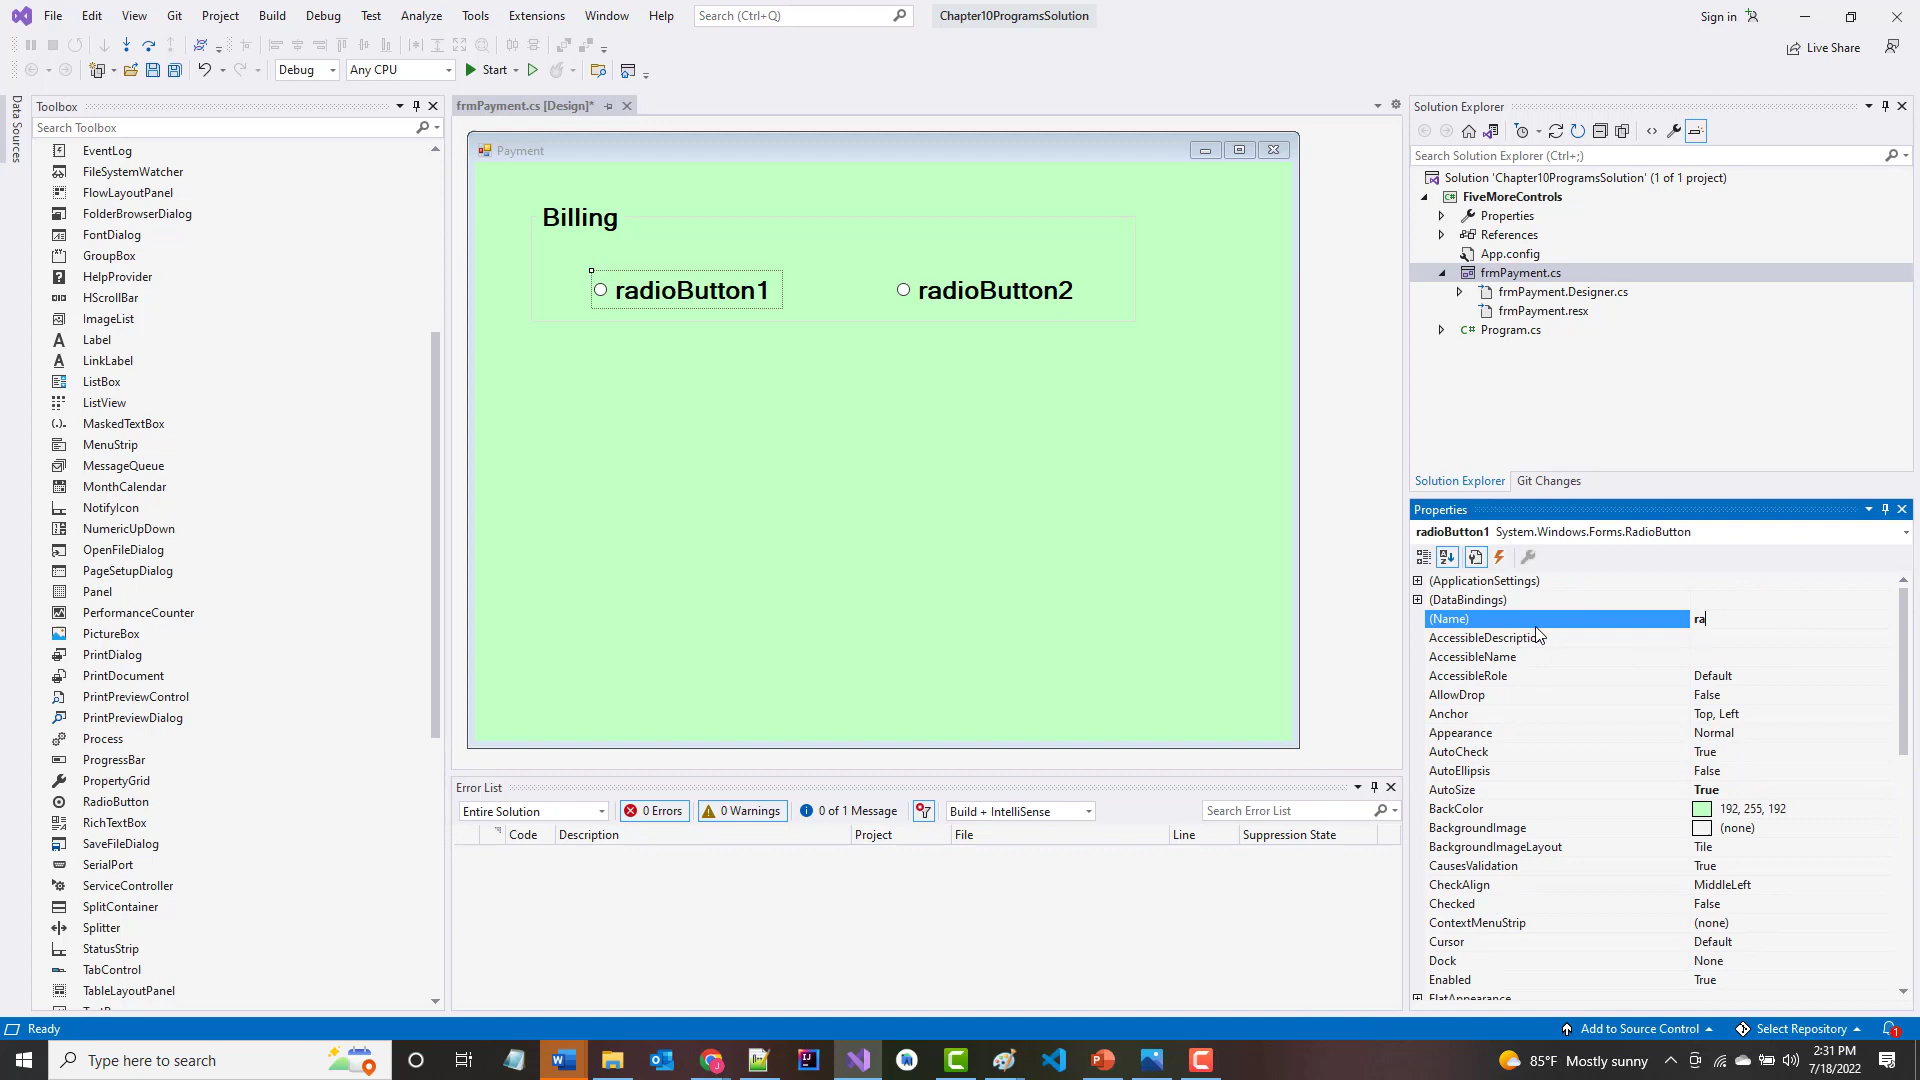 File Edit View Git Project Build Debug Test Analyze Tools Extensions Window Help Search (Ctrl+Q) Chapter10ProgramsSolution Sign in
Live Share
Debug Any CPU Start
Data Sources
Toolbox
Search Toolbox
EventLog
FileSystemWatcher
FlowLayoutPanel
FolderBrowserDialog
FontDialog
GroupBox
HelpProvider
HScrollBar
ImageList
Label
LinkLabel
ListBox
ListView
MaskedTextBox
MenuStrip
MessageQueue
MonthCalendar
NotifyIcon
NumericUpDown
OpenFileDialog
PageSetupDialog
Panel
PerformanceCounter
PictureBox
PrintDialog
PrintDocument
PrintPreviewControl
PrintPreviewDialog
Process
ProgressBar
PropertyGrid
RadioButton
RichTextBox
SaveFileDialog
SerialPort
ServiceController
SplitContainer
Splitter
StatusStrip
TabControl
TableLayoutPanel
frmPayment.cs [Design]*
Payment
Billing
radioButton1 radioButton2
Error List
Entire Solution 0 Errors 0 Warnings 0 of 1 Message Build + IntelliSense Search Error List
Code Description Project File Line Suppression State
Solution Explorer
Search Solution Explorer (Ctrl+;)
Solution 'Chapter10ProgramsSolution' (1 of 1 project)
FiveMoreControls
Properties
References
App.config
frmPayment.cs
frmPayment.Designer.cs
frmPayment.resx
C# Program.cs
Solution Explorer Git Changes
Properties
radioButton1 System.Windows.Forms.RadioButton
(ApplicationSettings)
(DataBindings)
(Name) ra
AccessibleDescription
AccessibleName
AccessibleRole Default
AllowDrop False
Anchor Top, Left
Appearance Normal
AutoCheck True
AutoEllipsis False
AutoSize True
BackColor 192, 255, 192
BackgroundImage (none)
BackgroundImageLayout Tile
CausesValidation True
CheckAlign MiddleLeft
Checked False
ContextMenuStrip (none)
Cursor Default
Dock None
Enabled True
FlatAppearance
Ready Add to Source Control Select Repository 1
Type here to search 85°F Mostly sunny 2:31 PM
7/18/2022